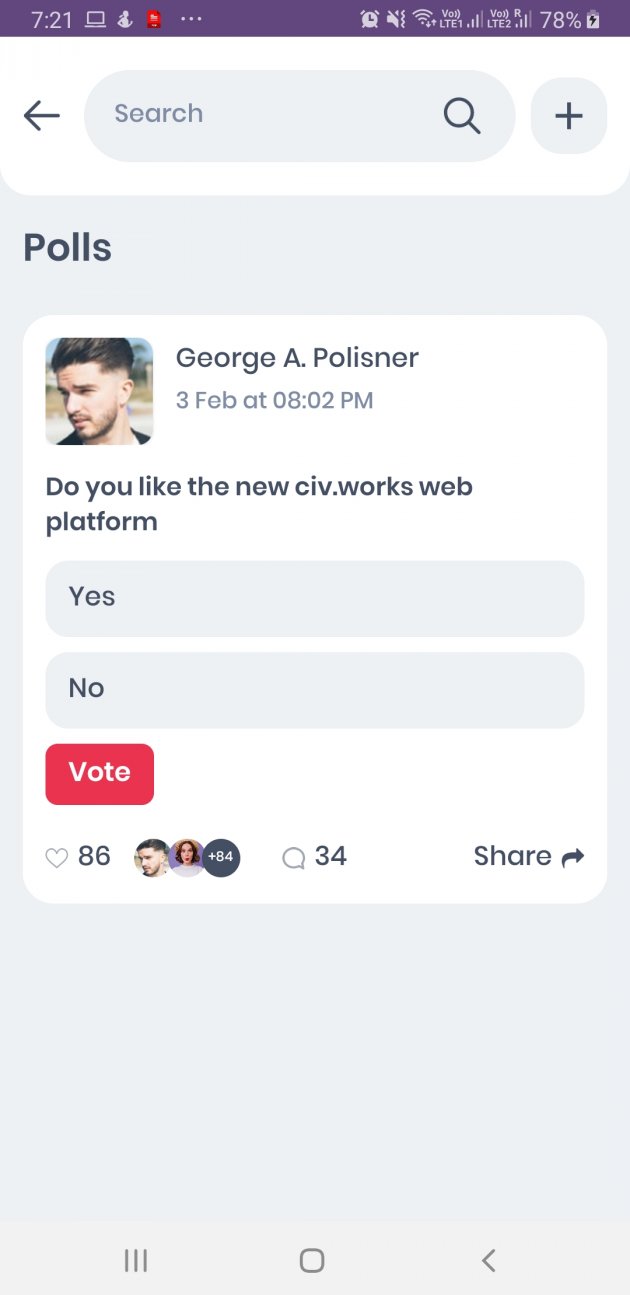 7:21 ... Vo)) LTE1 Vo)) R LTE2 78%
Search
Polls
George A. Polisner
3 Feb at 08:02 PM
Do you like the new civ.works web
platform
Yes
No
Vote
86 +84 34 Share